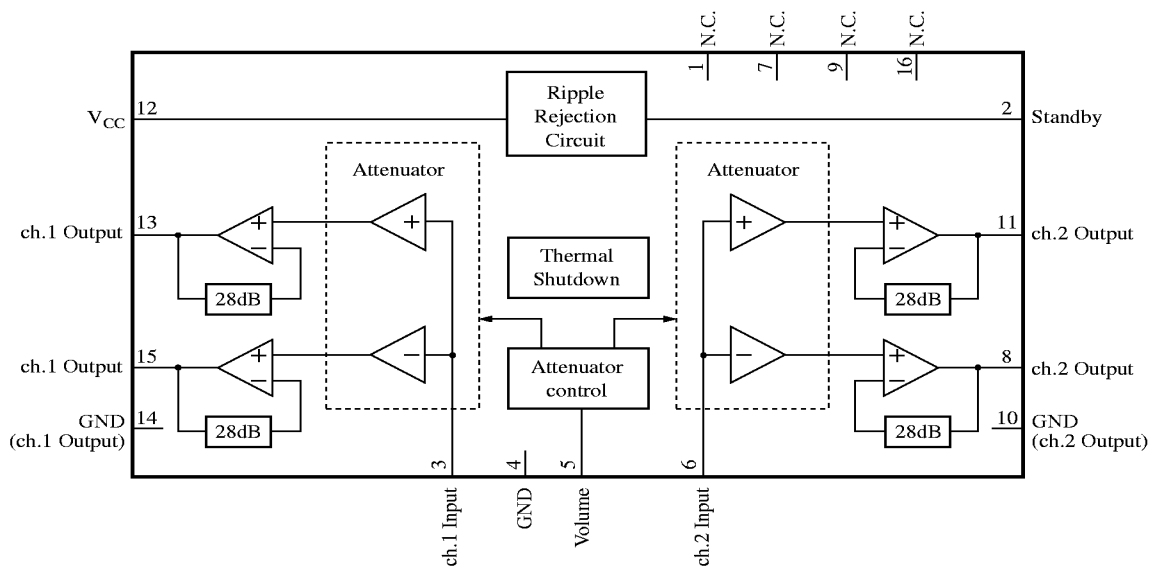 N.C. N.C. N.C. N.C.
1 7 9 16
V_CC 12 Ripple Rejection Circuit 2 Standby
Attenuator Attenuator
ch.1 Output 13 + − + + + − 11 ch.2 Output
28dB Thermal Shutdown 28dB
ch.1 Output 15 + − − − + − 8 ch.2 Output
Attenuator control
GND (ch.1 Output) 14 28dB 28dB 10 GND (ch.2 Output)
3 4 5 6
ch.1 Input GND Volume ch.2 Input